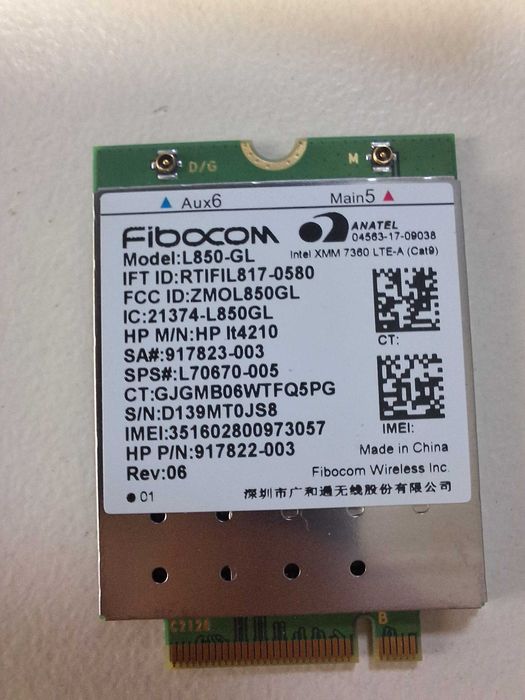 D/G M
Aux6 Main5
Fibocom
ANATEL
04563-17-09038
Model:L850-GL
Intel XMM 7360 LTE-A (Cat9)
IFT ID:RTIFIL817-0580
FCC ID:ZMOL850GL
IC:21374-L850GL
HP M/N:HP lt4210
CT:
SA#:917823-003
SPS#:L70670-005
CT:GJGMB06WTFQ5PG
S/N:D139MT0JS8
IMEI:351602800973057
IMEI:
HP P/N:917822-003
Made in China
Rev:06
Fibocom Wireless Inc.
01
深圳市广和通无线股份有限公司
C2128
B